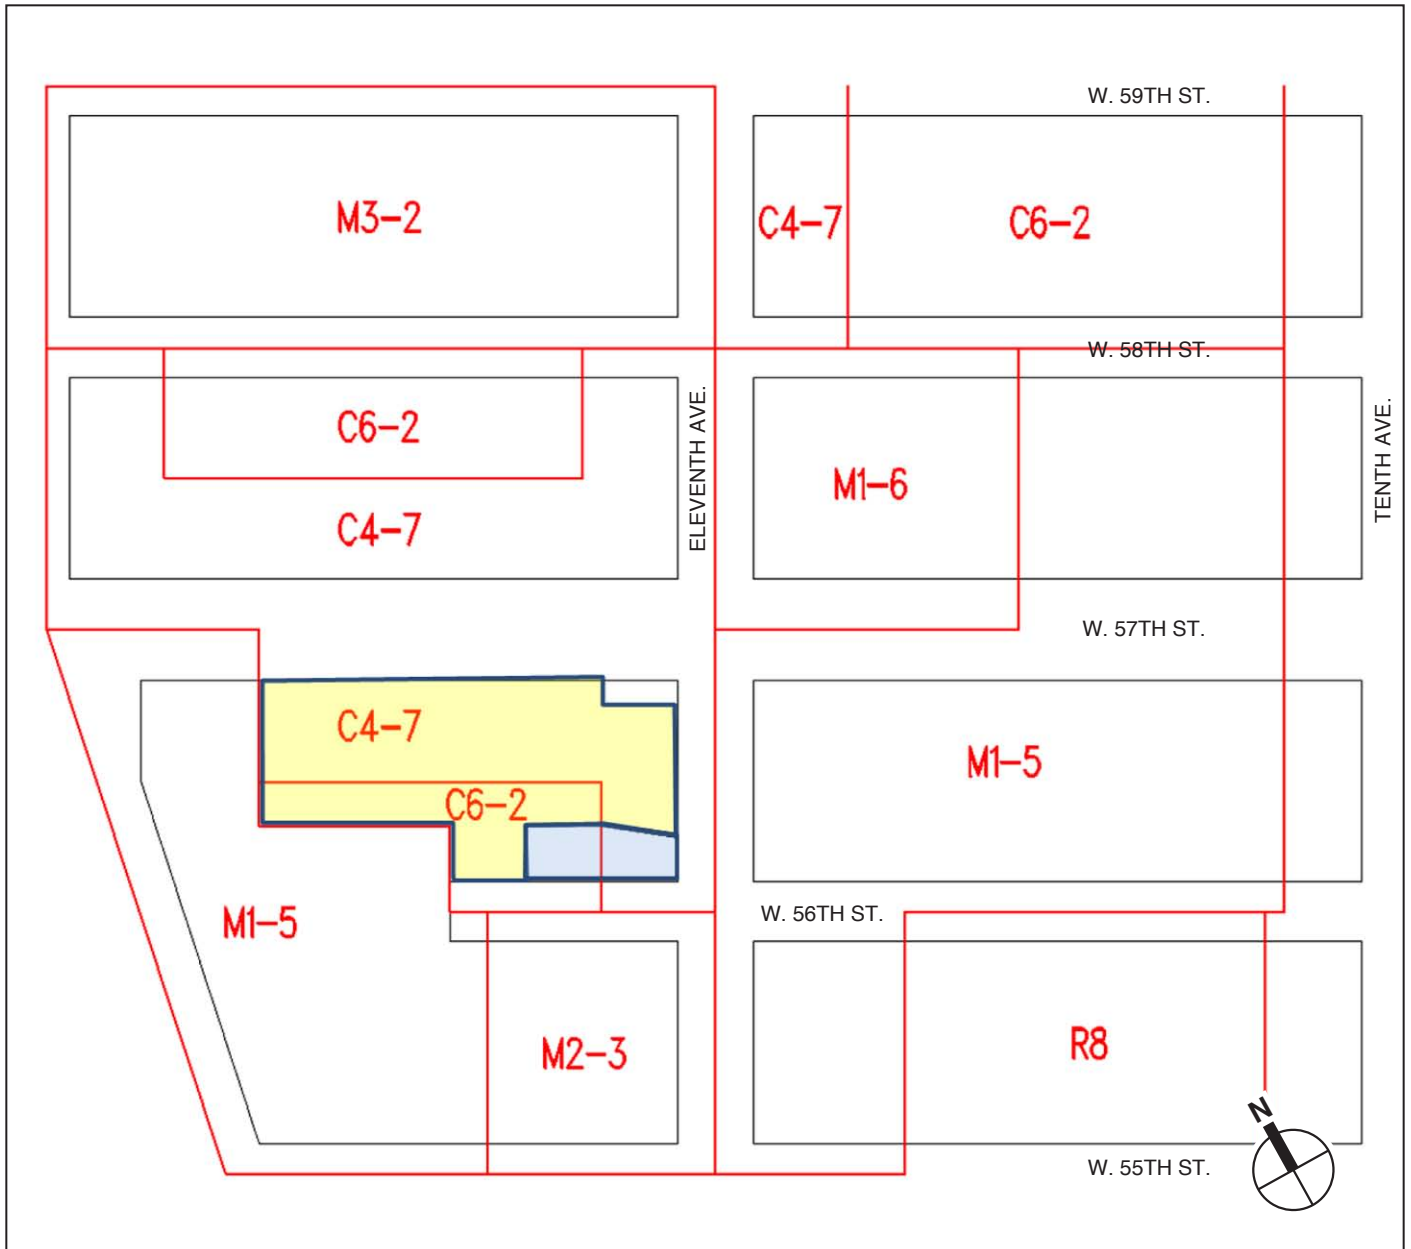 W. 59TH ST.
M3-2
C4-7
C6-2
W. 58TH ST.
C6-2
ELEVENTH AVE.
TENTH AVE.
M1-6
C4-7
W. 57TH ST.
C4-7
M1-5
C6-2
W. 56TH ST.
M1-5
R8
M2-3
N
W. 55TH ST.